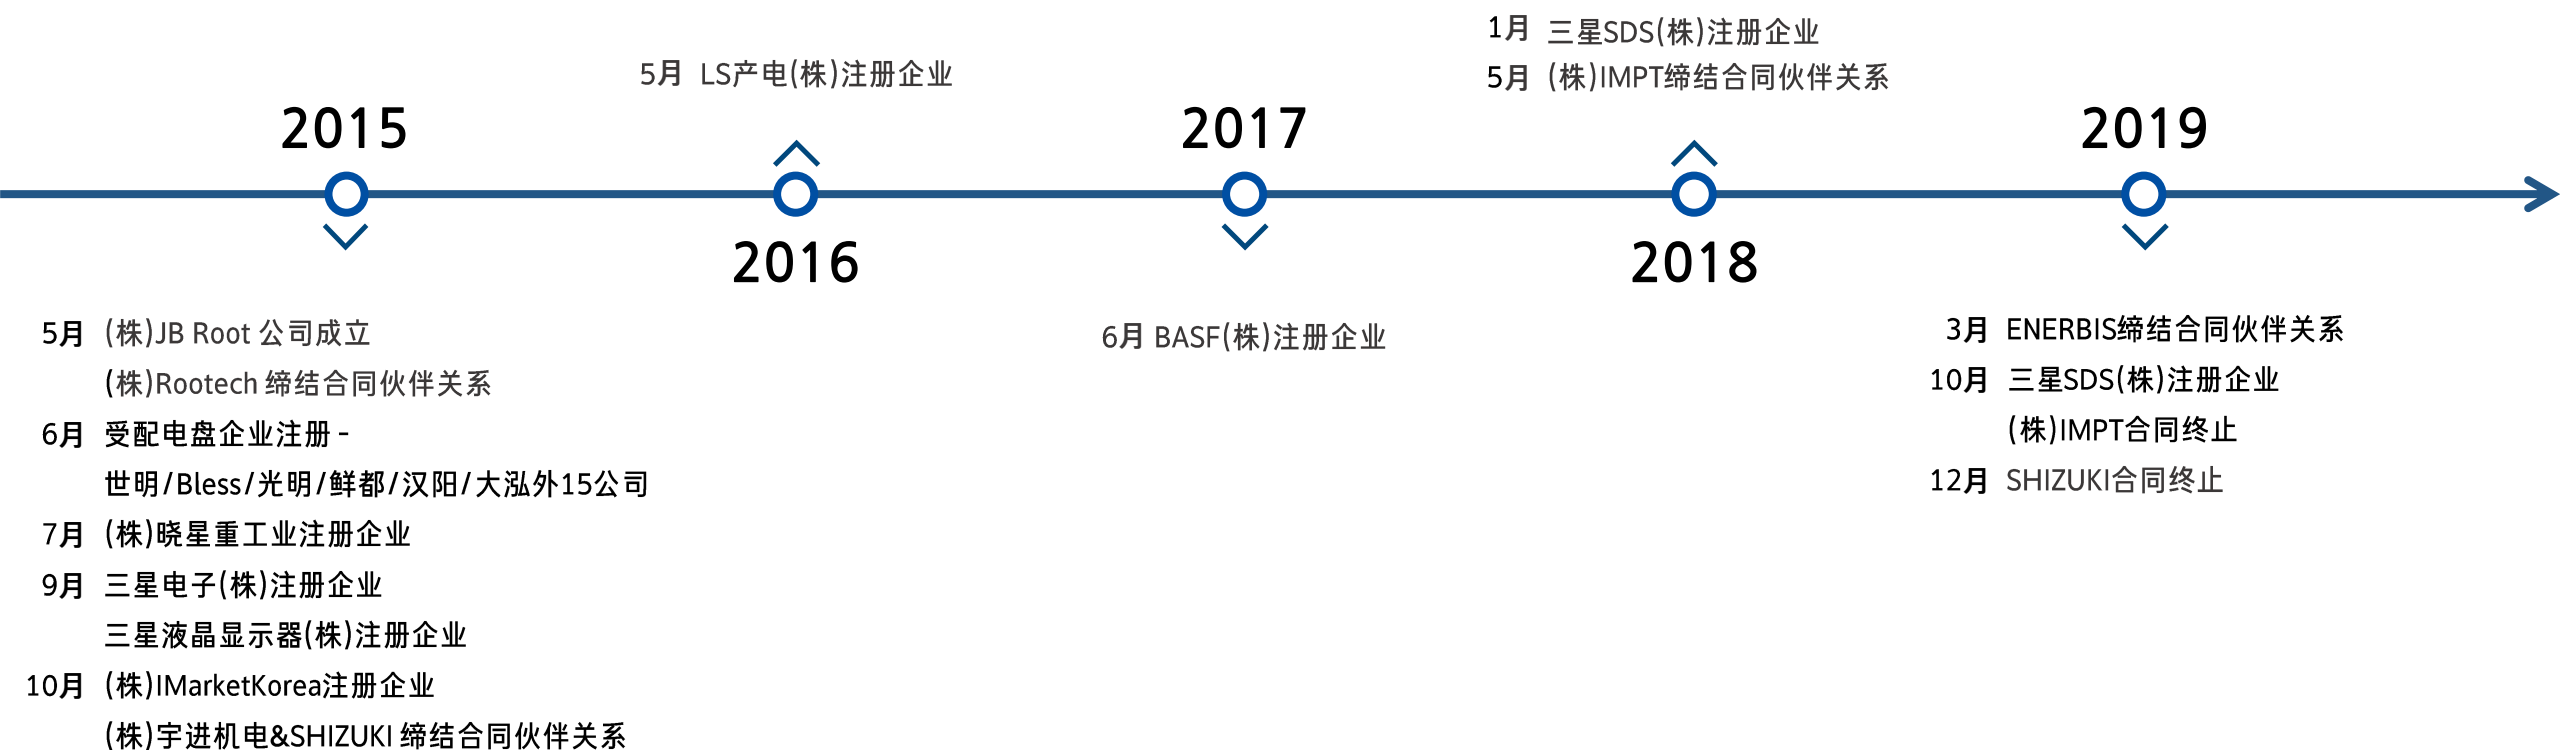 2015
5月 (株)JB Root 公司成立
(株)Rootech 缔结合同伙伴关系
6月 受配电盘企业注册 -
世明/Bless/光明/鲜都/汉阳/大泓外15公司
7月 (株)晓星重工业注册企业
9月 三星电子(株)注册企业
三星液晶显示器(株)注册企业
10月 (株)IMarketKorea注册企业
(株)宇进机电&SHIZUKI 缔结合同伙伴关系
5月 LS产电(株)注册企业
2016
2017
6月 BASF(株)注册企业
1月 三星SDS(株)注册企业
5月 (株)IMPT缔结合同伙伴关系
2018
2019
3月 ENERBIS缔结合同伙伴关系
10月 三星SDS(株)注册企业
(株)IMPT合同终止
12月 SHIZUKI合同终止